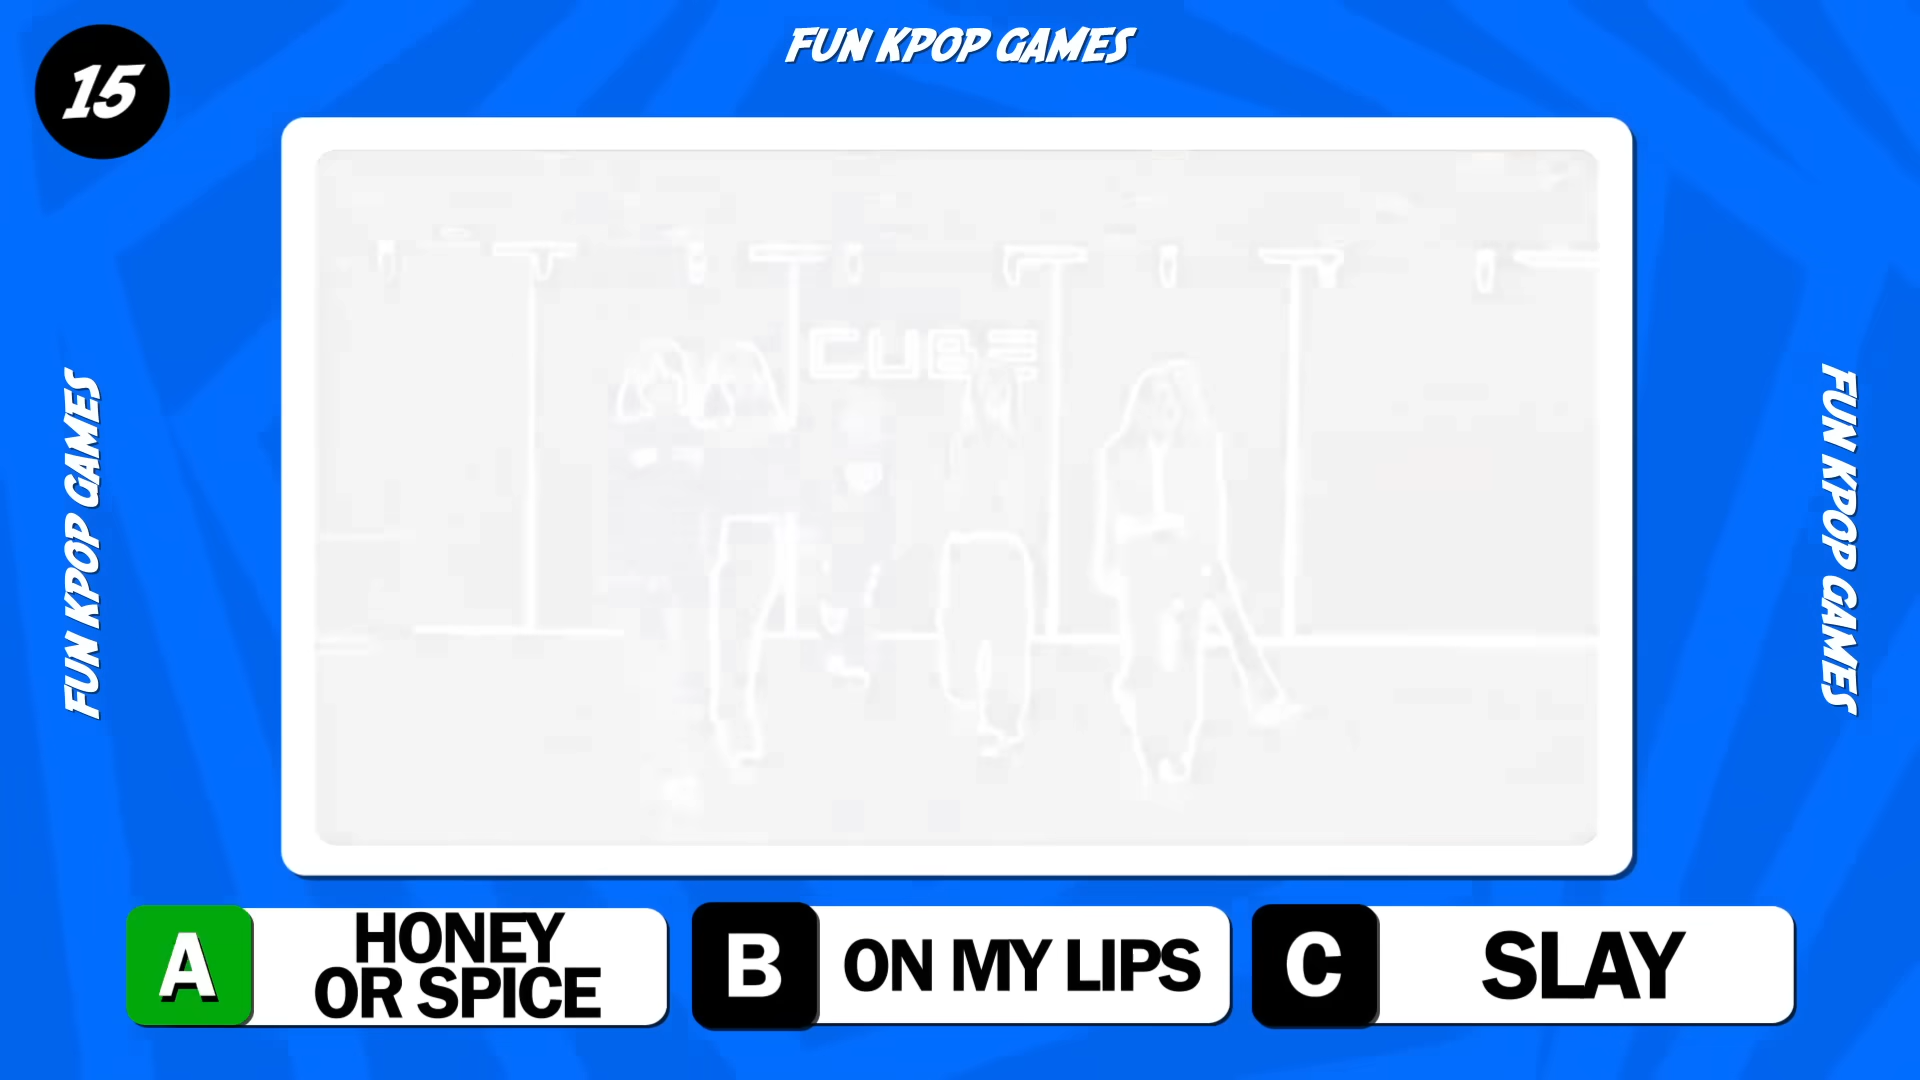 FUN KPOP GAMES
15
CUBE
FUN KPOP GAMES
FUN KPOP GAMES
A
HONEY
OR SPICE
B
ON MY LIPS
C
SLAY